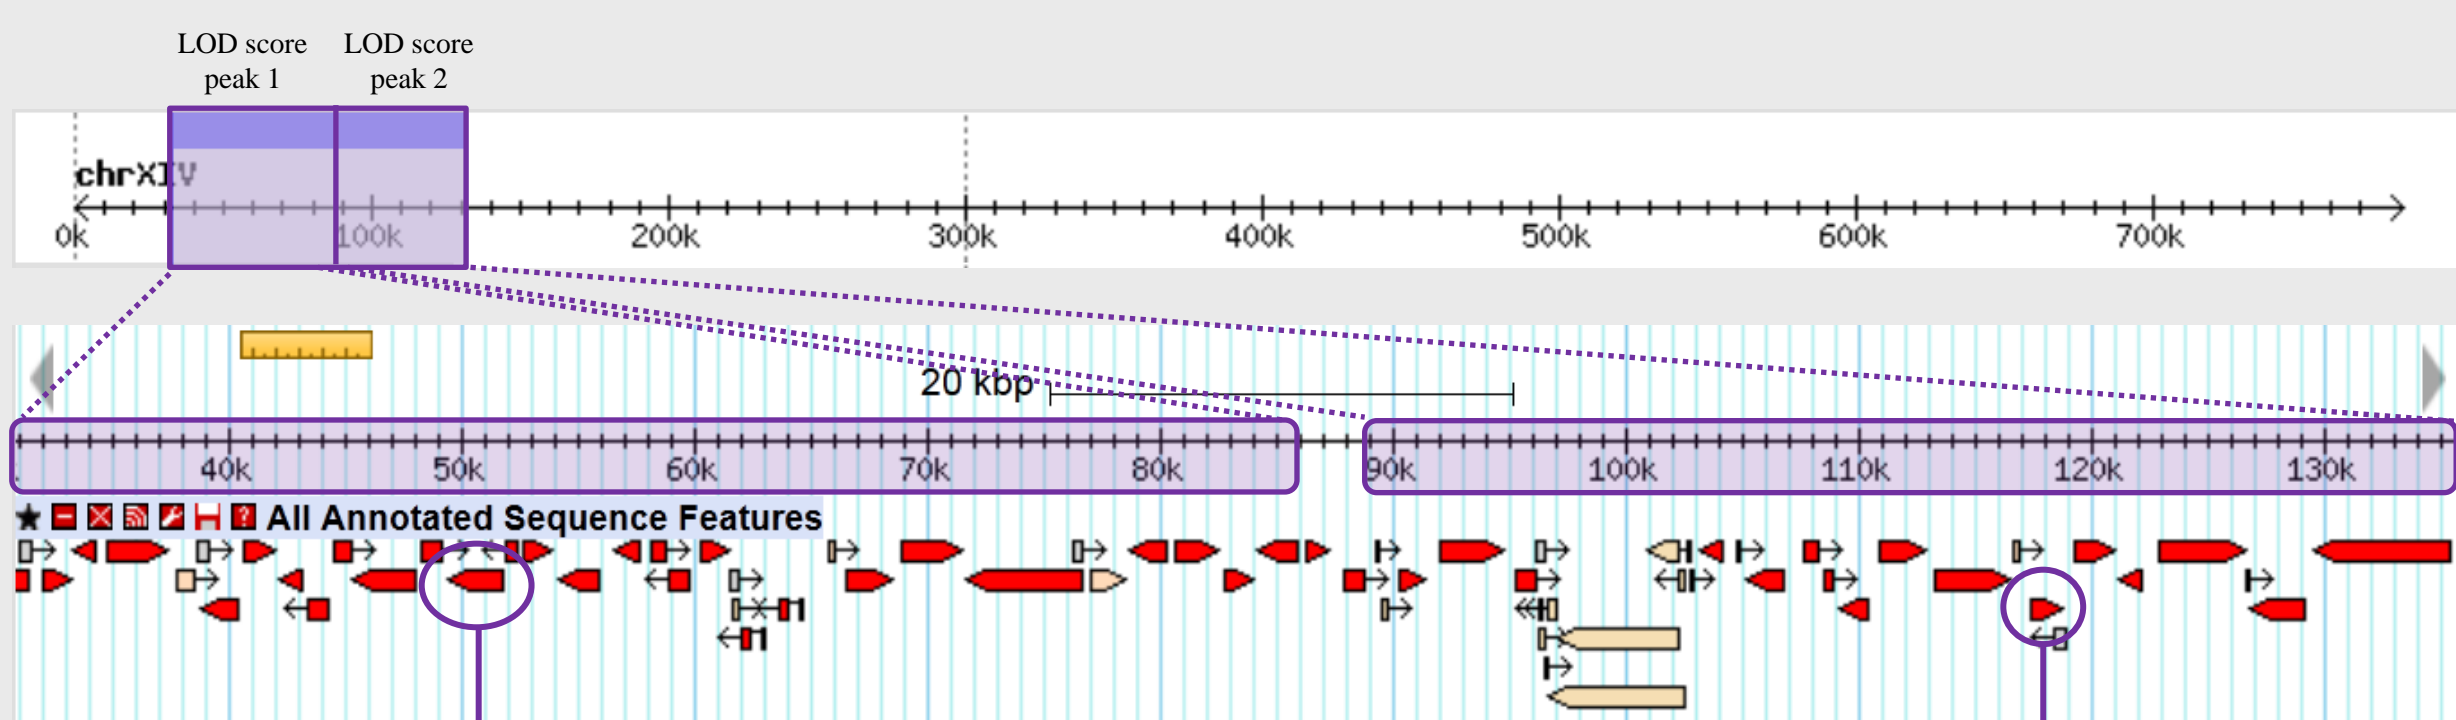 LOD score LOD score
peak 1 peak 2
chrXIV
0k 100k 200k 300k 400k 500k 600k 700k
20 kbp
40k 50k 60k 70k 80k 90k 100k 110k 120k 130k
All Annotated Sequence Features